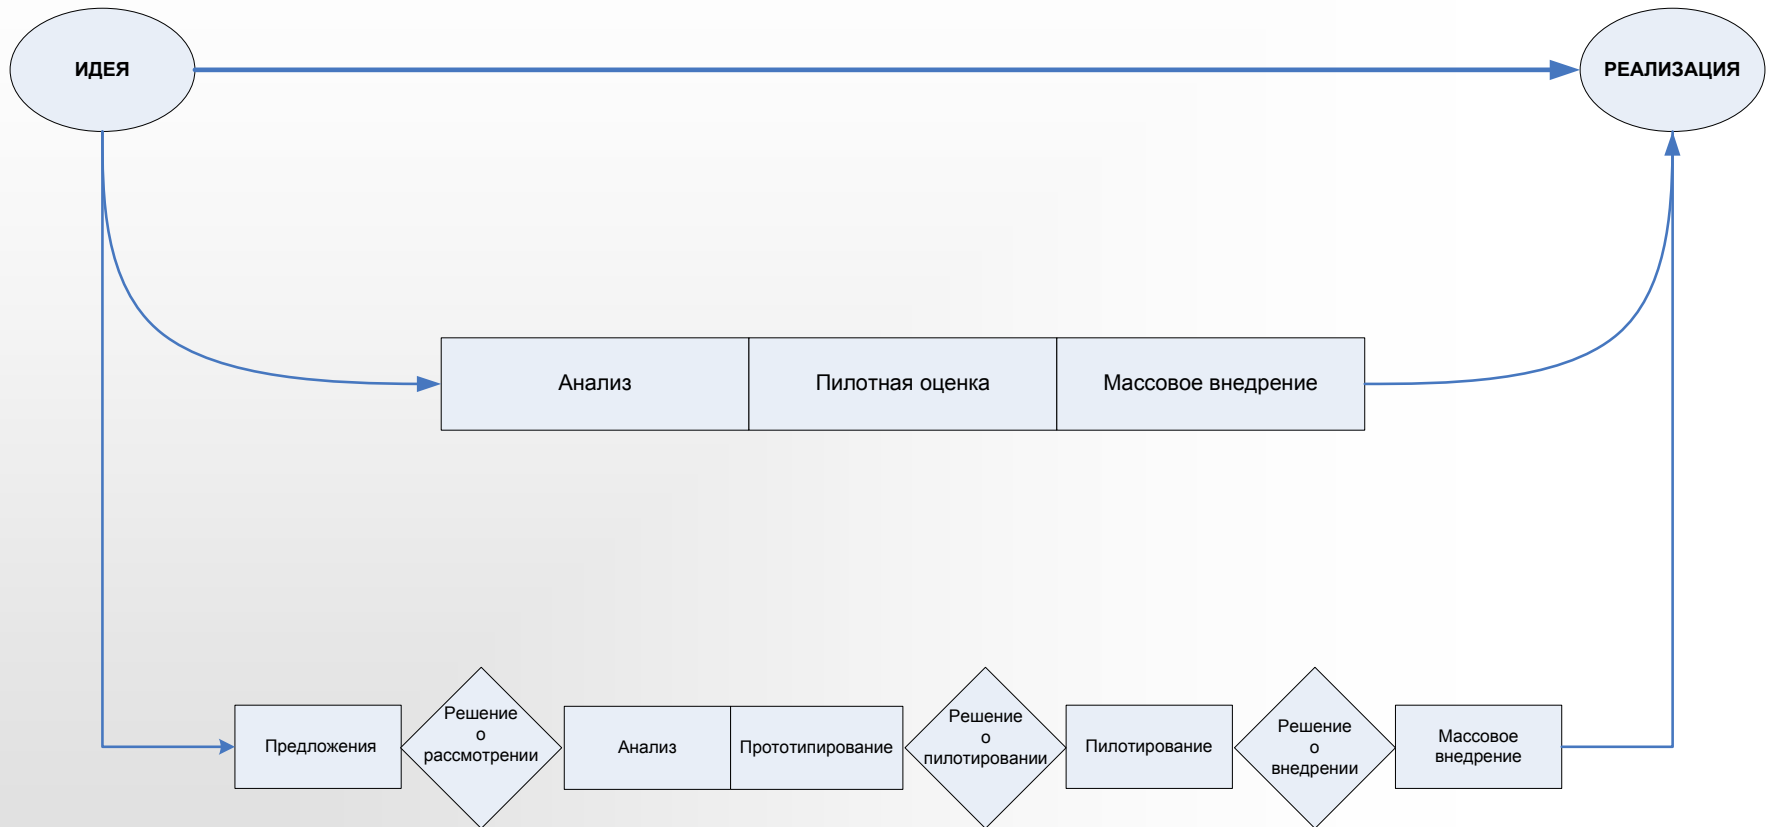 ИДЕЯ
РЕАЛИЗАЦИЯ
Анализ
Пилотная оценка
Массовое внедрение
Предложения
Решение
о
рассмотрении
Анализ
Прототипирование
Решение
о
пилотировании
Пилотирование
Решение
о
внедрении
Массовое
внедрение